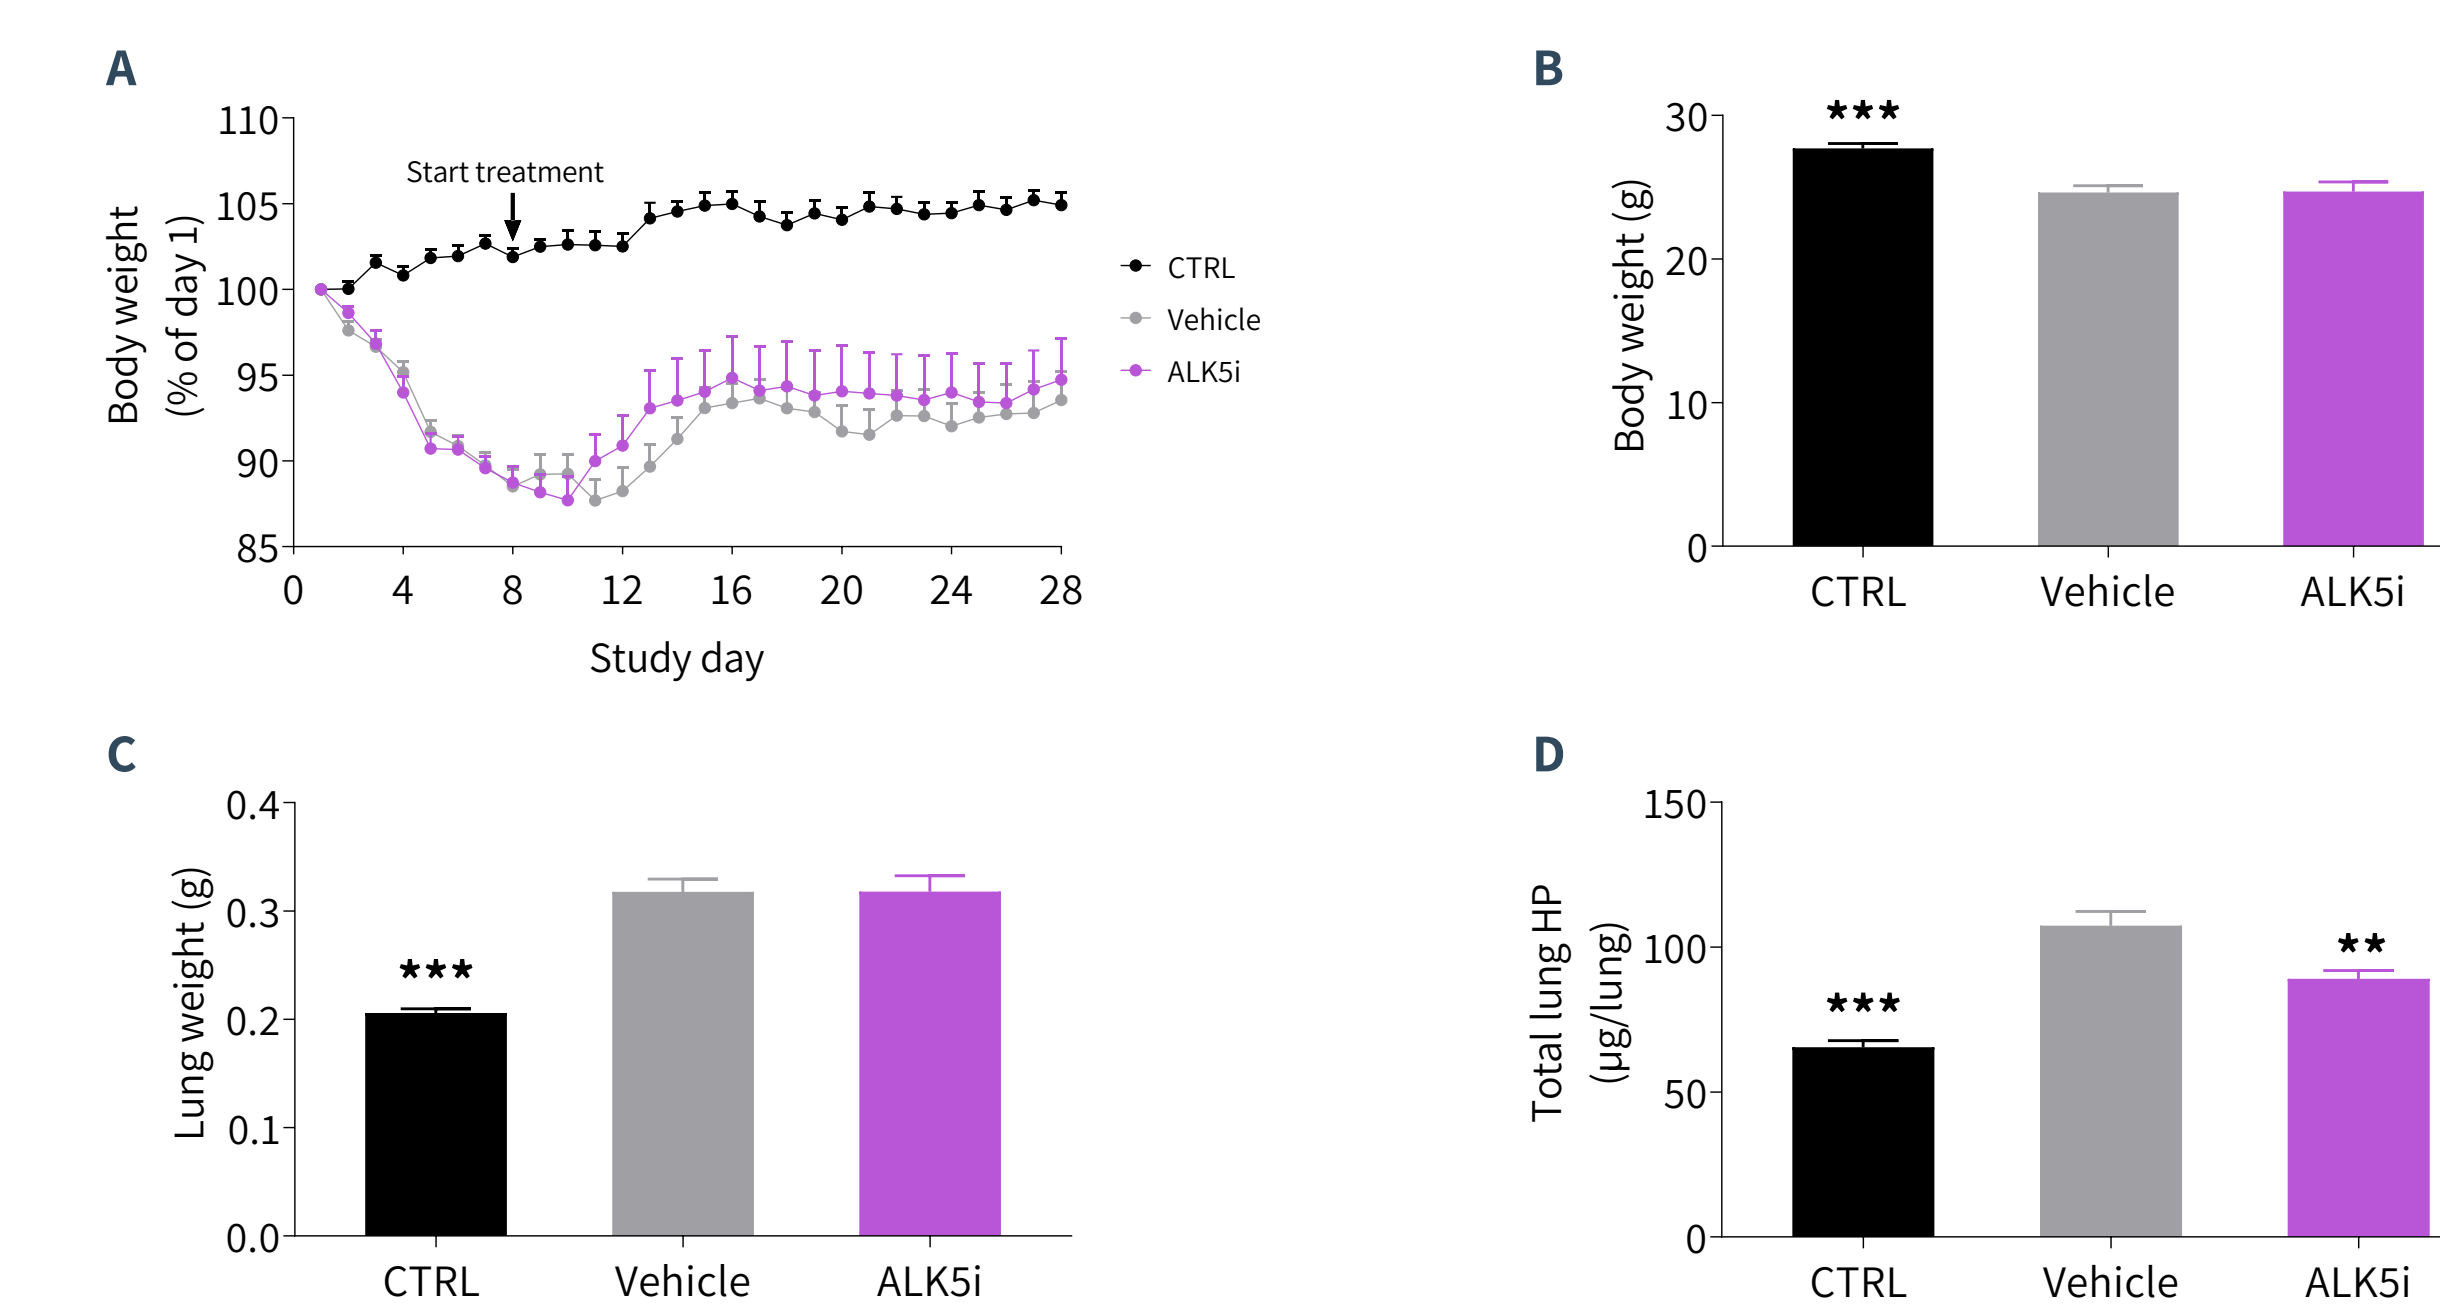 A
110
105
100
95
90
85
Body weight
(% of day 1)
Start treatment
0 4 8 12 16 20 24 28
Study day
CTRL
Vehicle
ALK5i
B
30
20
10
0
Body weight (g)
***
CTRL Vehicle ALK5i
C
0.4
0.3
0.2
0.1
0.0
Lung weight (g)
***
CTRL Vehicle ALK5i
D
150
100
50
0
Total lung HP
(µg/lung)
***
**
CTRL Vehicle ALK5i